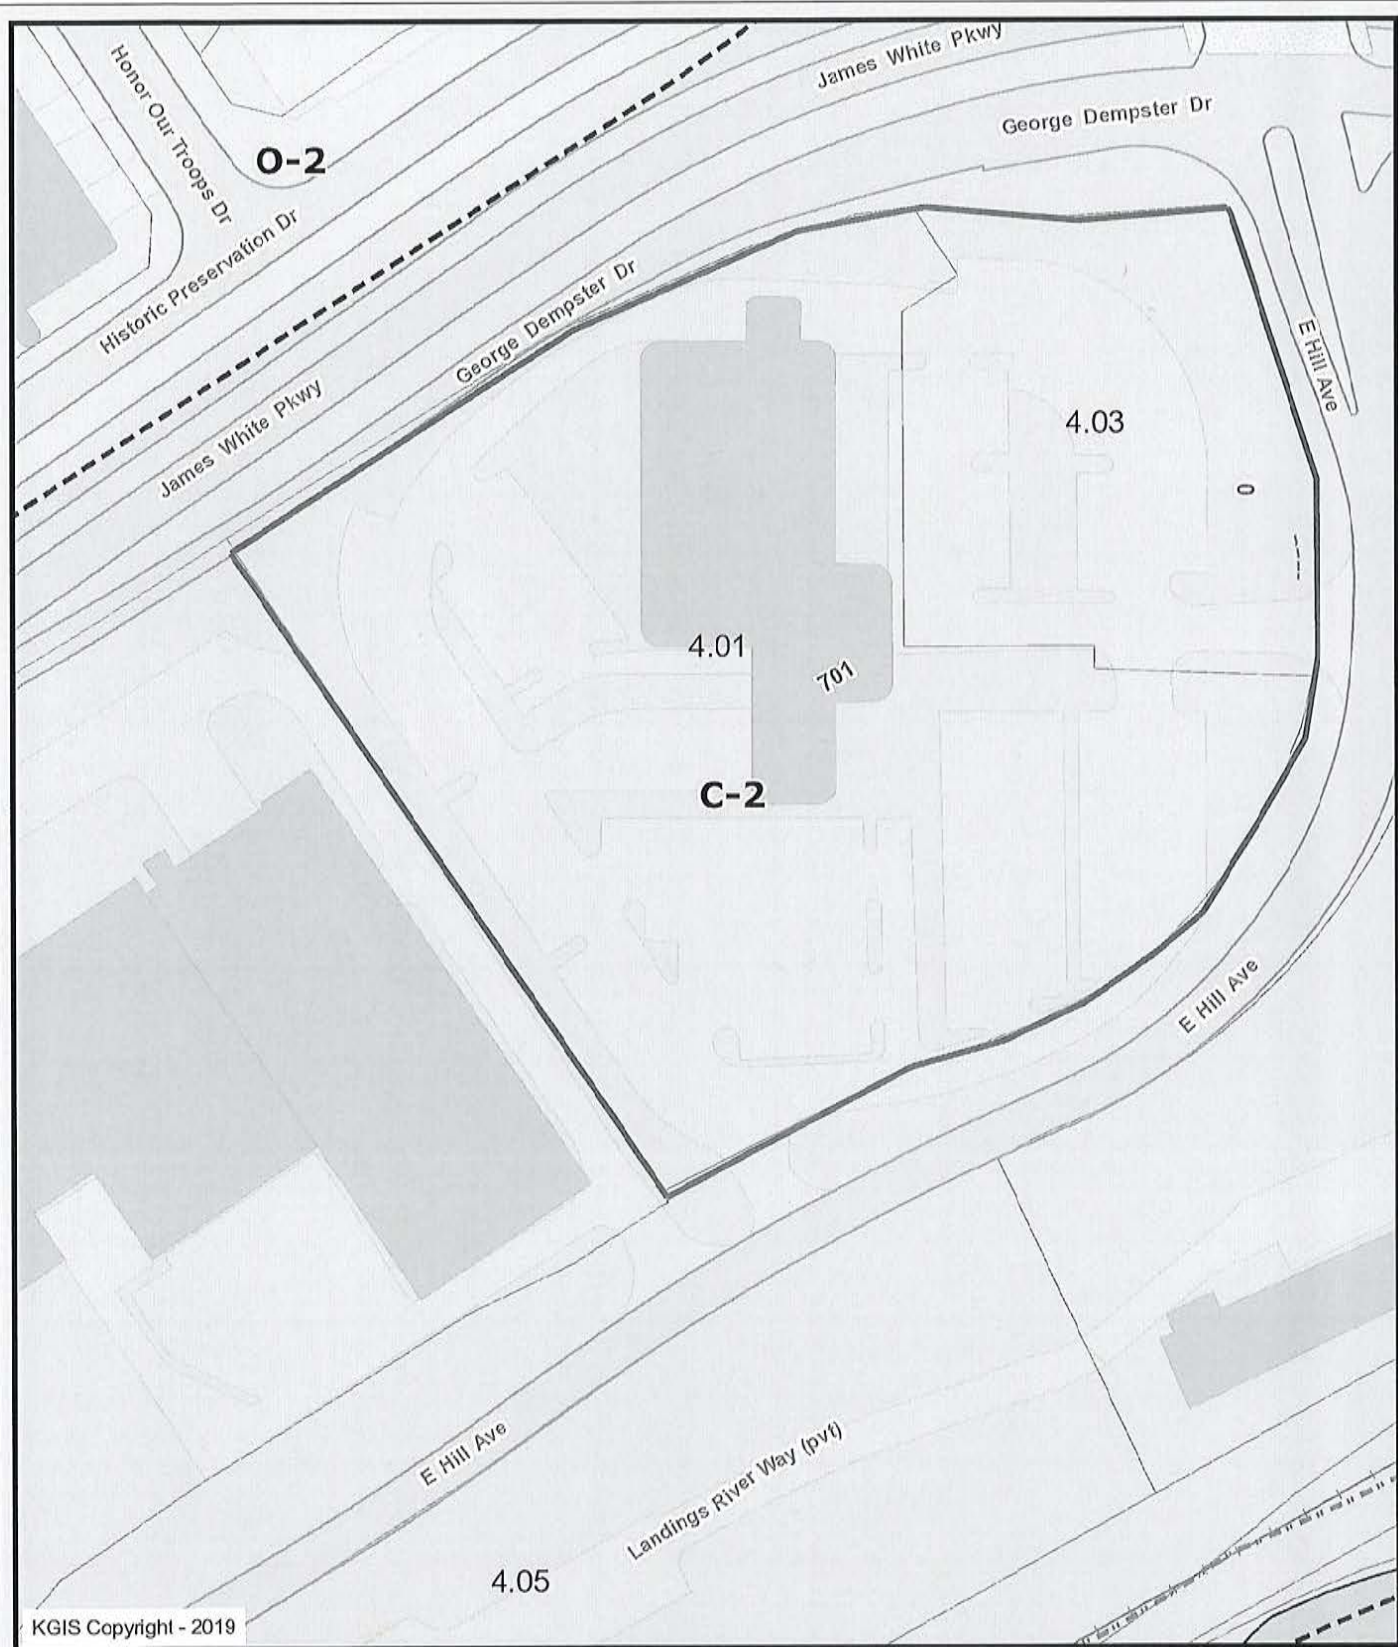 James White Pkwy
Honor Our Troops Dr
George Dempster Dr
O-2
Historic Preservation Dr
George Dempster Dr
E Hill Ave
James White Pkwy
4.03
0
4.01
701
C-2
E Hill Ave
E Hill Ave
Landings River Way (pvt)
4.05
KGIS Copyright - 2019